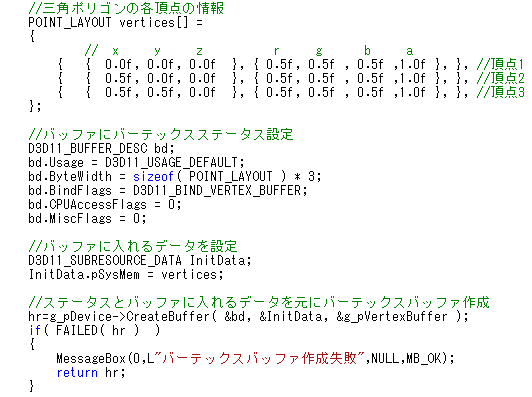 //三角ポリゴンの各頂点の情報
POINT_LAYOUT vertices[] =
{
// x y z r g b a
{ { 0.0f, 0.0f, 0.0f }, { 0.5f, 0.5f , 0.5f ,1.0f }, }, //頂点1
{ { 0.5f, 0.0f, 0.0f }, { 0.5f, 0.5f , 0.5f ,1.0f }, }, //頂点2
{ { 0.5f, 0.5f, 0.0f }, { 0.5f, 0.5f , 0.5f ,1.0f }, }, //頂点3
};
//バッファにバーテックスステータス設定
D3D11_BUFFER_DESC bd;
bd.Usage = D3D11_USAGE_DEFAULT;
bd.ByteWidth = sizeof( POINT_LAYOUT ) * 3;
bd.BindFlags = D3D11_BIND_VERTEX_BUFFER;
bd.CPUAccessFlags = 0;
bd.MiscFlags = 0;
//バッファに入れるデータを設定
D3D11_SUBRESOURCE_DATA InitData;
InitData.pSysMem = vertices;
//ステータスとバッファに入れるデータを元にバーテックスバッファ作成
hr=g_pDevice->CreateBuffer( &bd, &InitData, &g_pVertexBuffer );
if( FAILED( hr ) )
{
MessageBox(0,L"バーテックスバッファ作成失敗",NULL,MB_OK);
return hr;
}